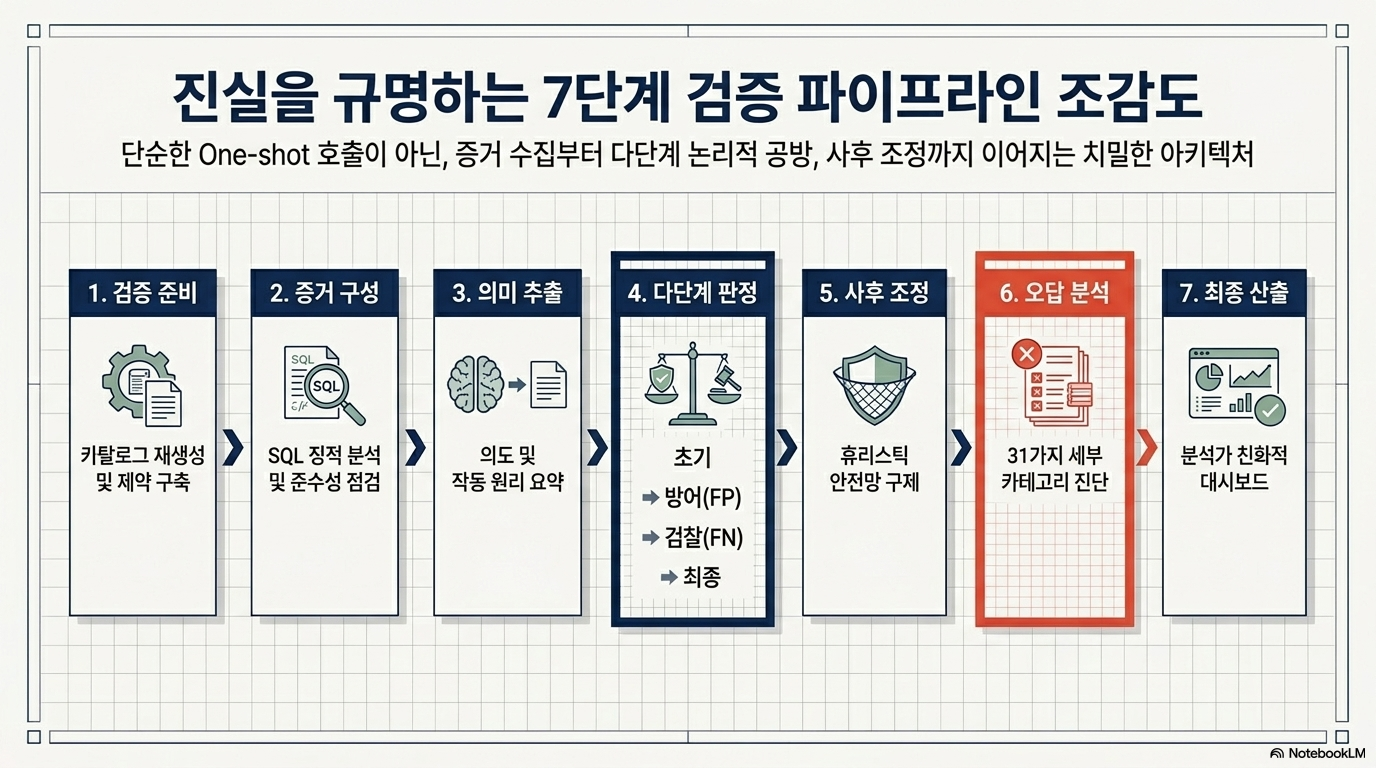 진실을 규명하는 7단계 검증 파이프라인 조감도
단순한 One-shot 호출이 아닌, 증거 수집부터 다단계 논리적 공방, 사후 조정까지 이어지는 치밀한 아키텍처
1. 검증 준비
카탈로그 재생성
및 제약 구축
2. 증거 구성
SQL
SQL
SQL 징적 분석
및 준수성 점검
3. 의미 추출
의도 및
작동 원리 요약
4. 다단계 판정
초기
➡ 방어(FP)
➡ 검찰(FN)
➡ 최종
5. 사후 조정
휴리스틱
안전망 구제
6. 오답 분석
31가지 세부
카테고리 진단
7. 최종 산출
분석가 친화적
대시보드
NotebookLM